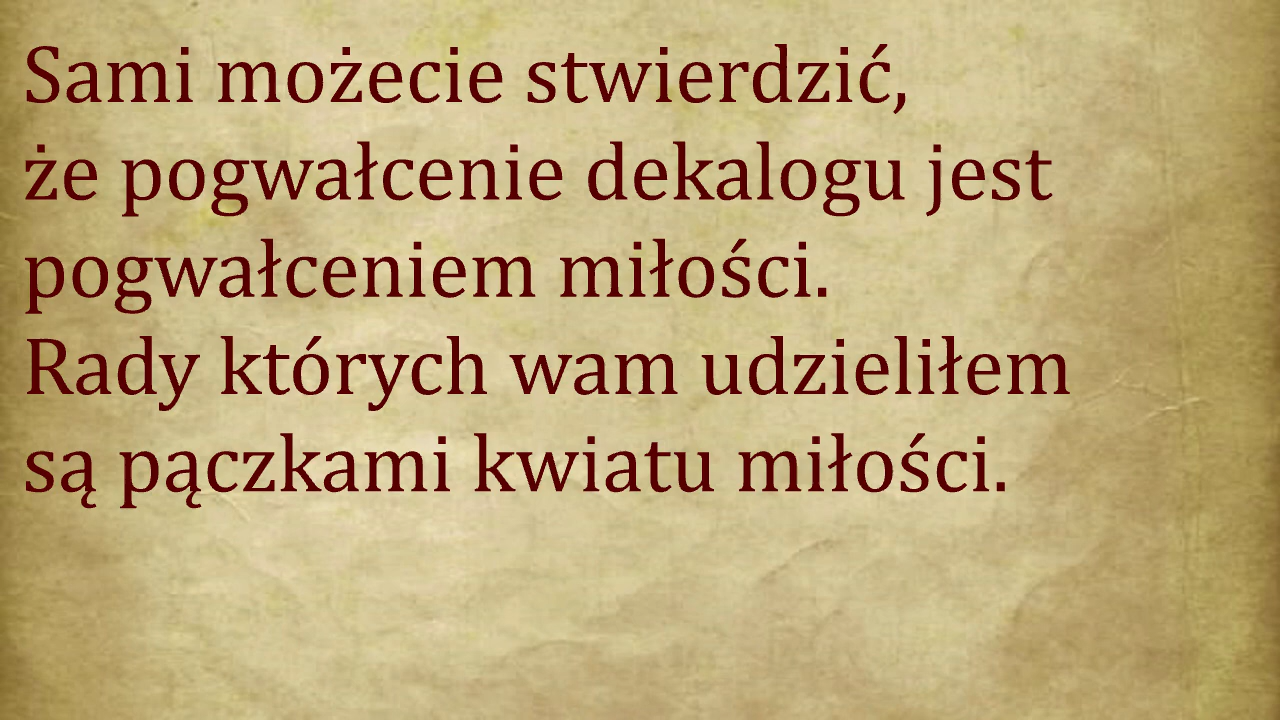 Sami możecie stwierdzić,
że pogwałcenie dekalogu jest
pogwałceniem miłości.
Rady których wam udzieliłem
są pączkami kwiatu miłości.